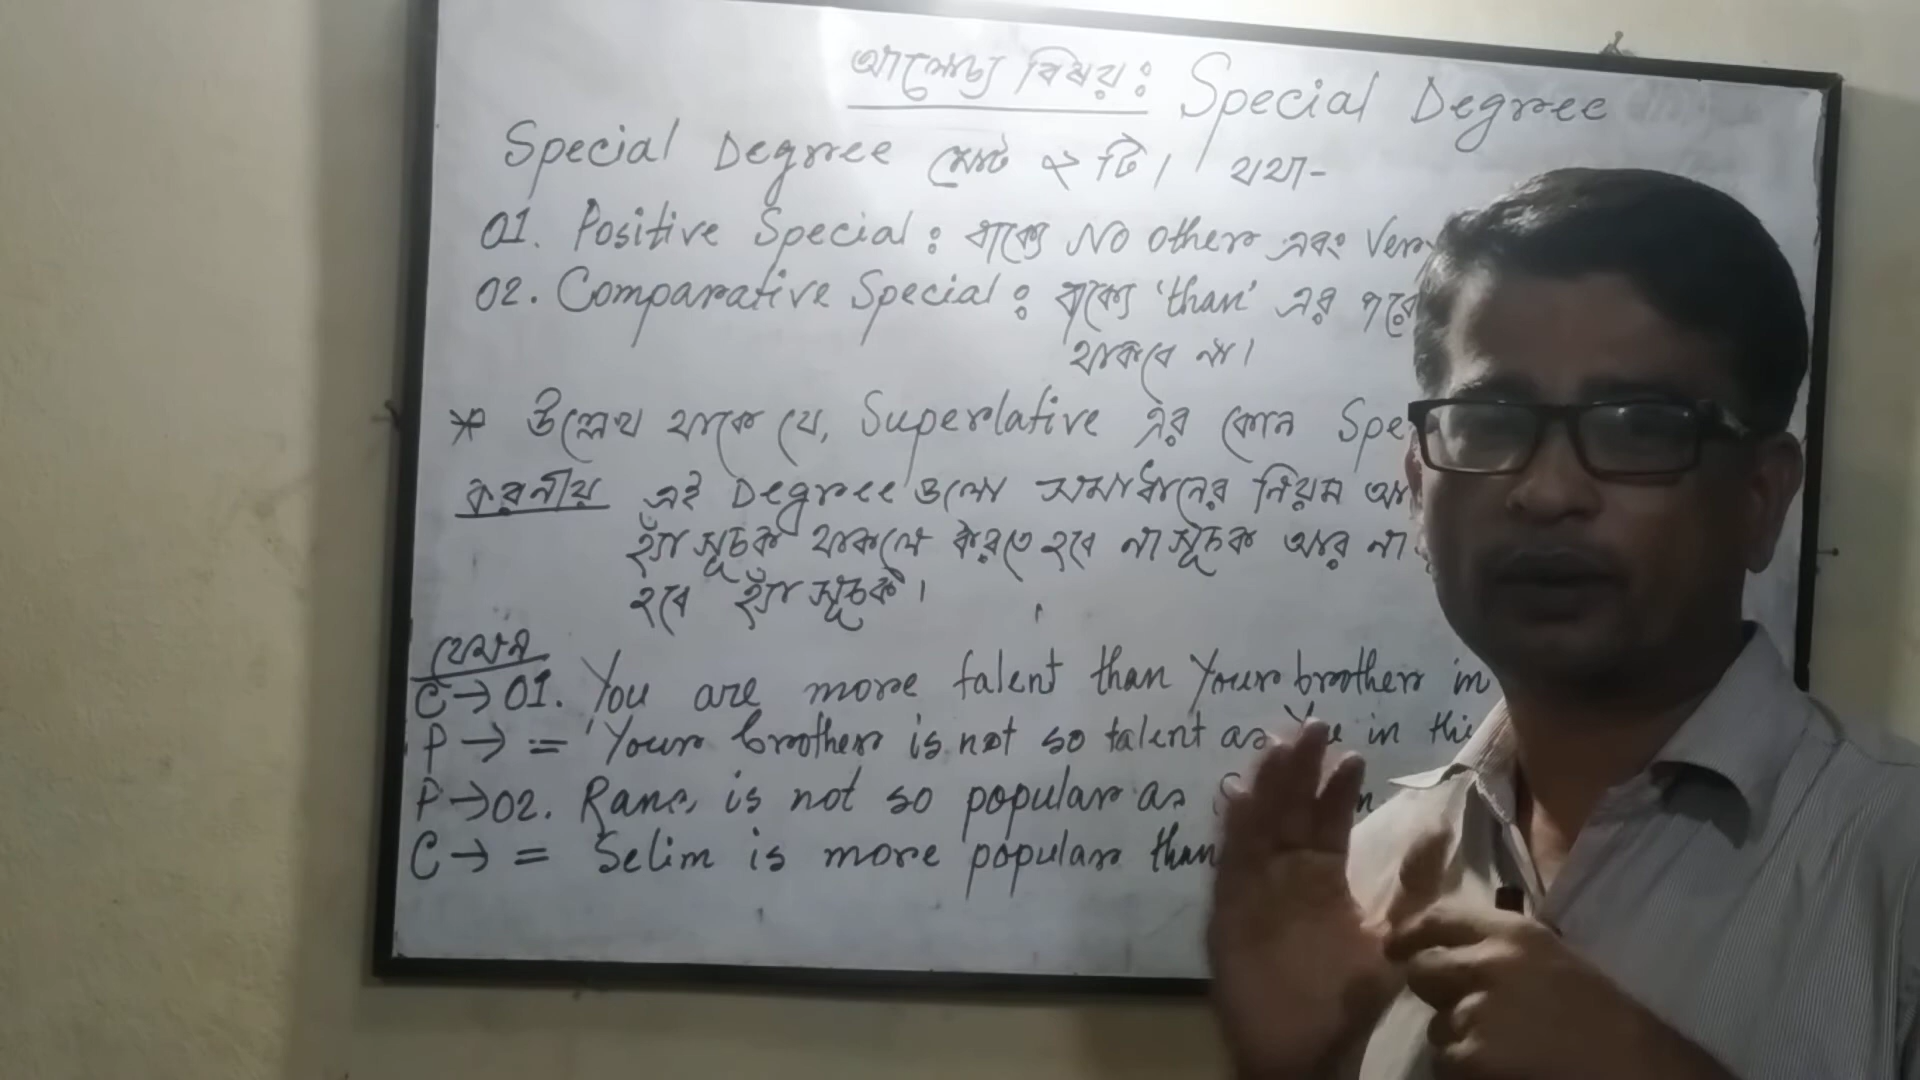 আলোচ্য বিষয়ঃ Special Degree
Special Degree মোট ২ টি। যথা-
01. Positive Special : বাক্যে No other এবং Very
02. Comparative Special : বাক্যে 'than' এর পরে
থাকবে না।
* উল্লেখ থাকে যে, Superlative এর কোন Spe
করনীয় এই Degree গুলো সমাধানের নিয়ম
হ্যাঁ সূচক থাকলে করতে হবে না সূচক আর না
হবে হ্যাঁ সূচক।
যেমন
C→01. You are more talent than Your brother in
P→ = Your brother is not so talent as You in this
P→02. Rana is not so popular as
C→ = Selim is more popular than